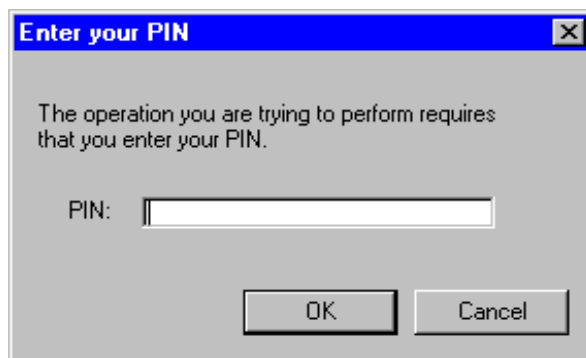 Enter your PIN
The operation you are trying to perform requires
that you enter your PIN.
PIN:
OK
Cancel